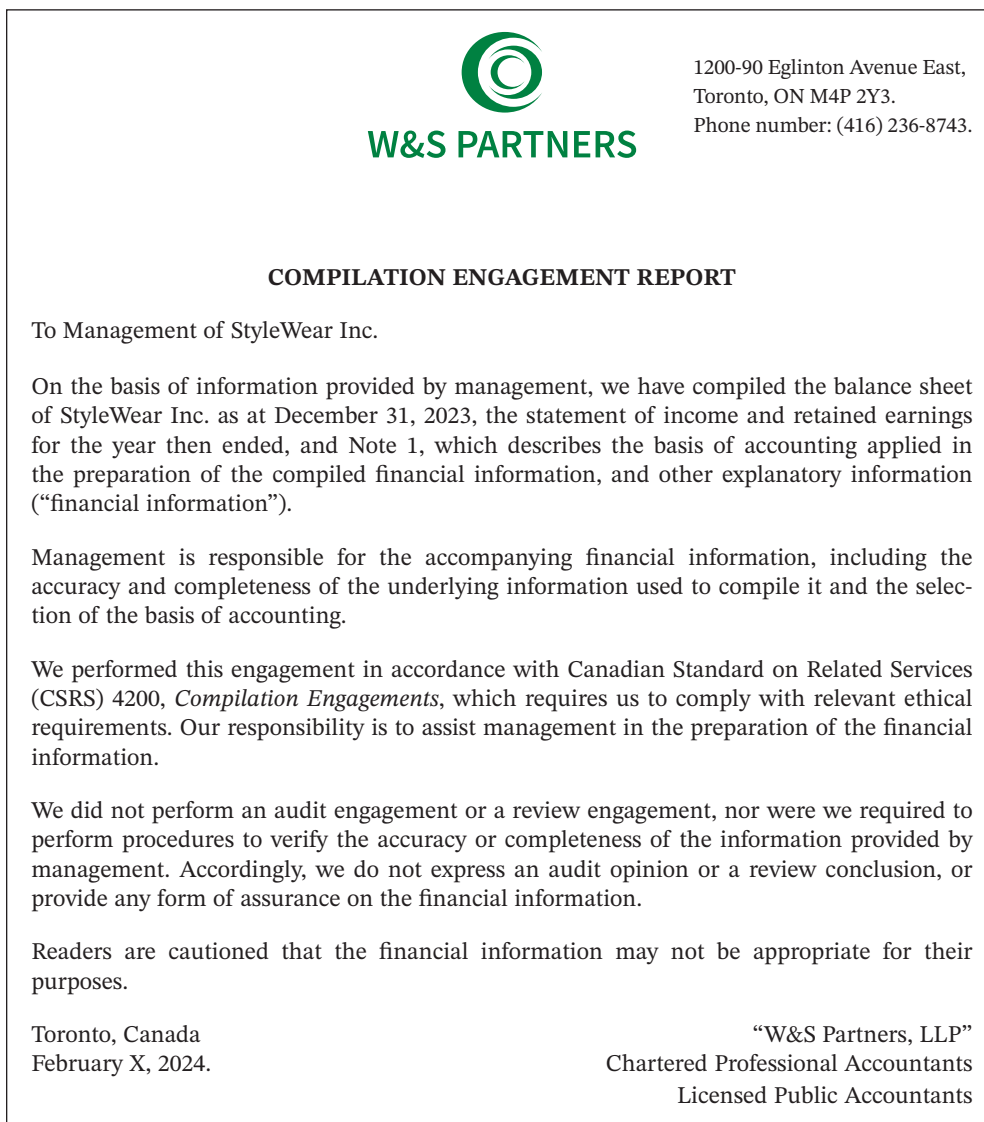 W&S PARTNERS
1200-90 Eglinton Avenue East,
Toronto, ON M4P 2Y3.
Phone number: (416) 236-8743.
COMPILATION ENGAGEMENT REPORT
To Management of StyleWear Inc.
On the basis of information provided by management, we have compiled the balance sheet
of StyleWear Inc. as at December 31, 2023, the statement of income and retained earnings
for the year then ended, and Note 1, which describes the basis of accounting applied in
the preparation of the compiled financial information, and other explanatory information
(“financial information”).
Management is responsible for the accompanying financial information, including the
accuracy and completeness of the underlying information used to compile it and the selec-
tion of the basis of accounting.
We performed this engagement in accordance with Canadian Standard on Related Services
(CSRS) 4200, Compilation Engagements, which requires us to comply with relevant ethical
requirements. Our responsibility is to assist management in the preparation of the financial
information.
We did not perform an audit engagement or a review engagement, nor were we required to
perform procedures to verify the accuracy or completeness of the information provided by
management. Accordingly, we do not express an audit opinion or a review conclusion, or
provide any form of assurance on the financial information.
Readers are cautioned that the financial information may not be appropriate for their
purposes.
Toronto, Canada “W&S Partners, LLP”
February X, 2024. Chartered Professional Accountants
Licensed Public Accountants